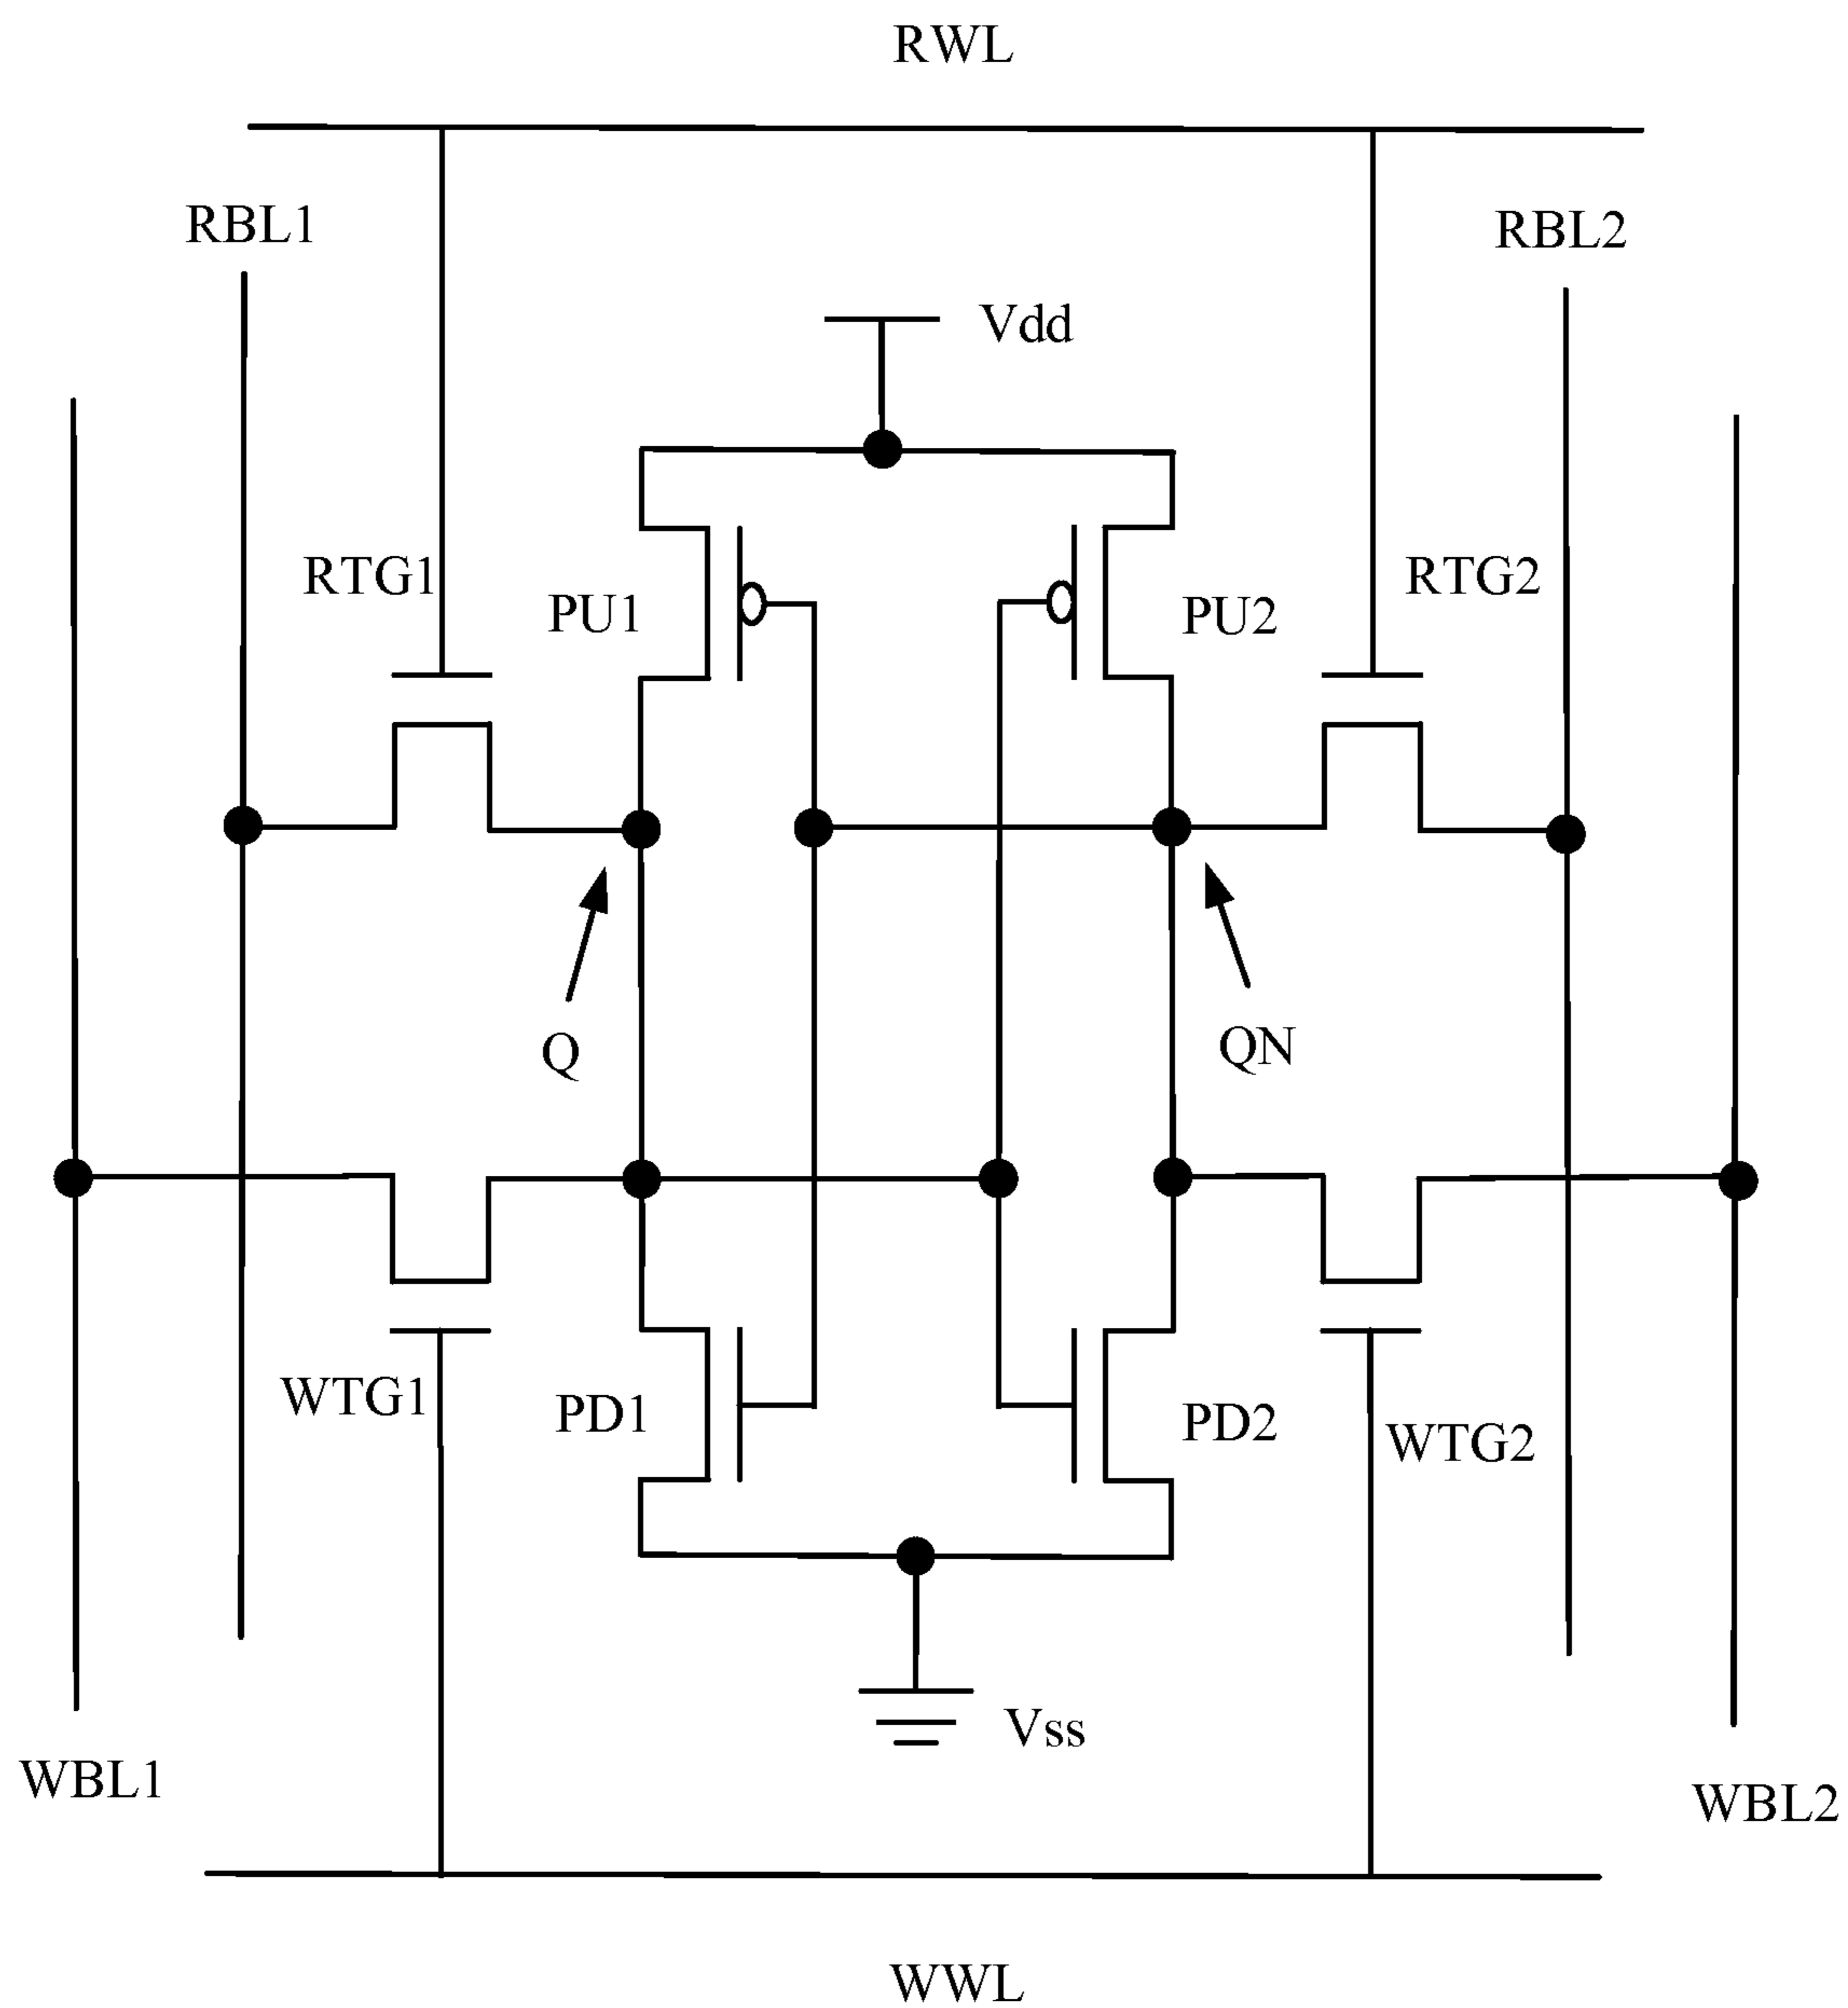 RWL
RBL1
RBL2
Vdd
RTG1
RTG2
PU1
PU2
Q
QN
WTG1
PD1
PD2
WTG2
Vss
WBL1
WBL2
WWL